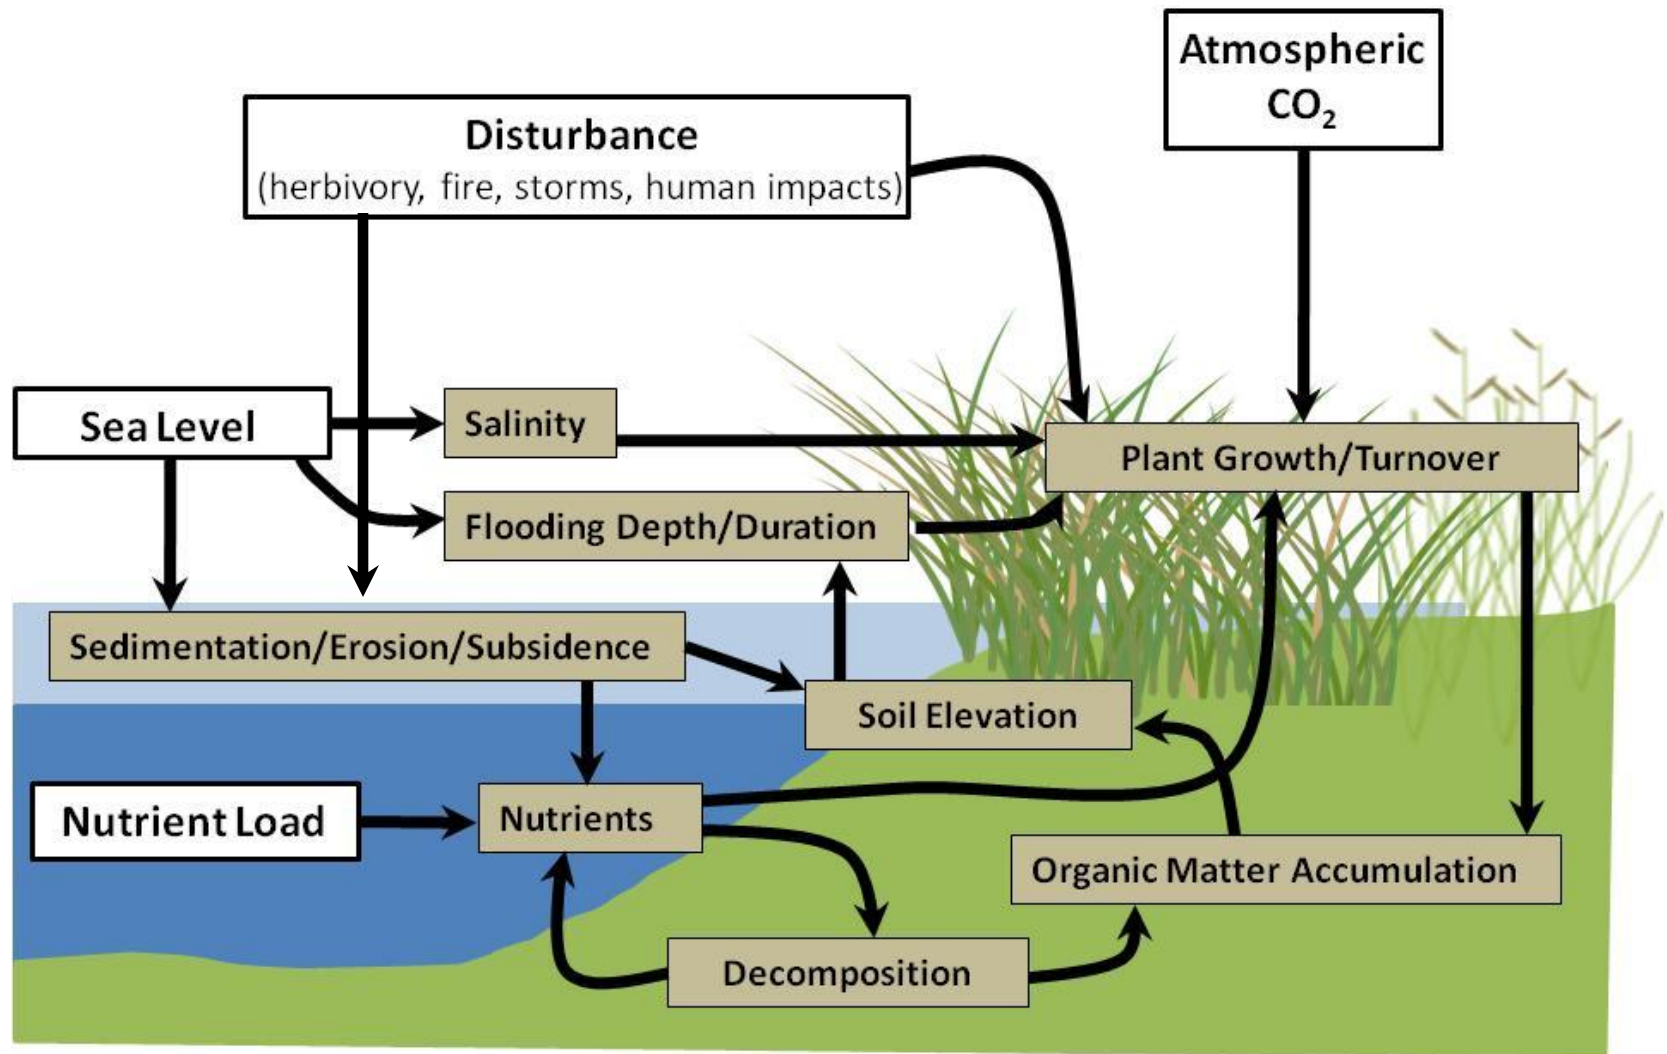 Atmospheric
CO₂
Disturbance
(herbivory, fire, storms, human impacts)
Sea Level
Salinity
Plant Growth/Turnover
Flooding Depth/Duration
Sedimentation/Erosion/Subsidence
Soil Elevation
Nutrient Load
Nutrients
Organic Matter Accumulation
Decomposition